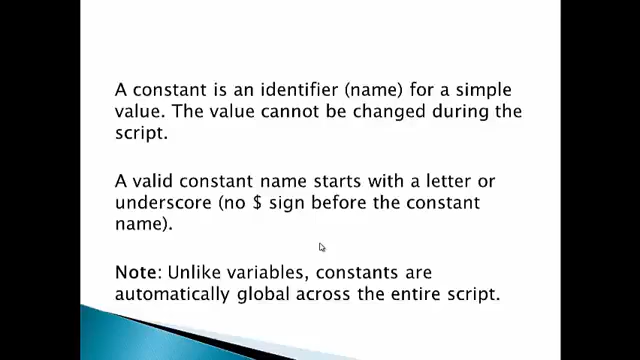 A constant is an identifier (name) for a simple
value. The value cannot be changed during the
script.
A valid constant name starts with a letter or
underscore (no $ sign before the constant
name).
Note: Unlike variables, constants are
automatically global across the entire script.